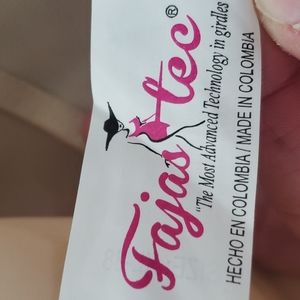 Fajas tec®
"The Most Advanced Technology in girdles
HECHO EN COLOMBIA / MADE IN COLOMBIA